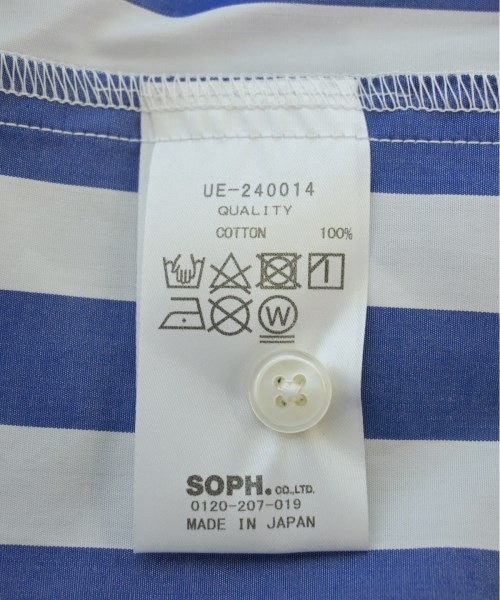 UE-240014
QUALITY
COTTON 100%
W
SOPH. CO.,LTD.
0120-207-019
MADE IN JAPAN